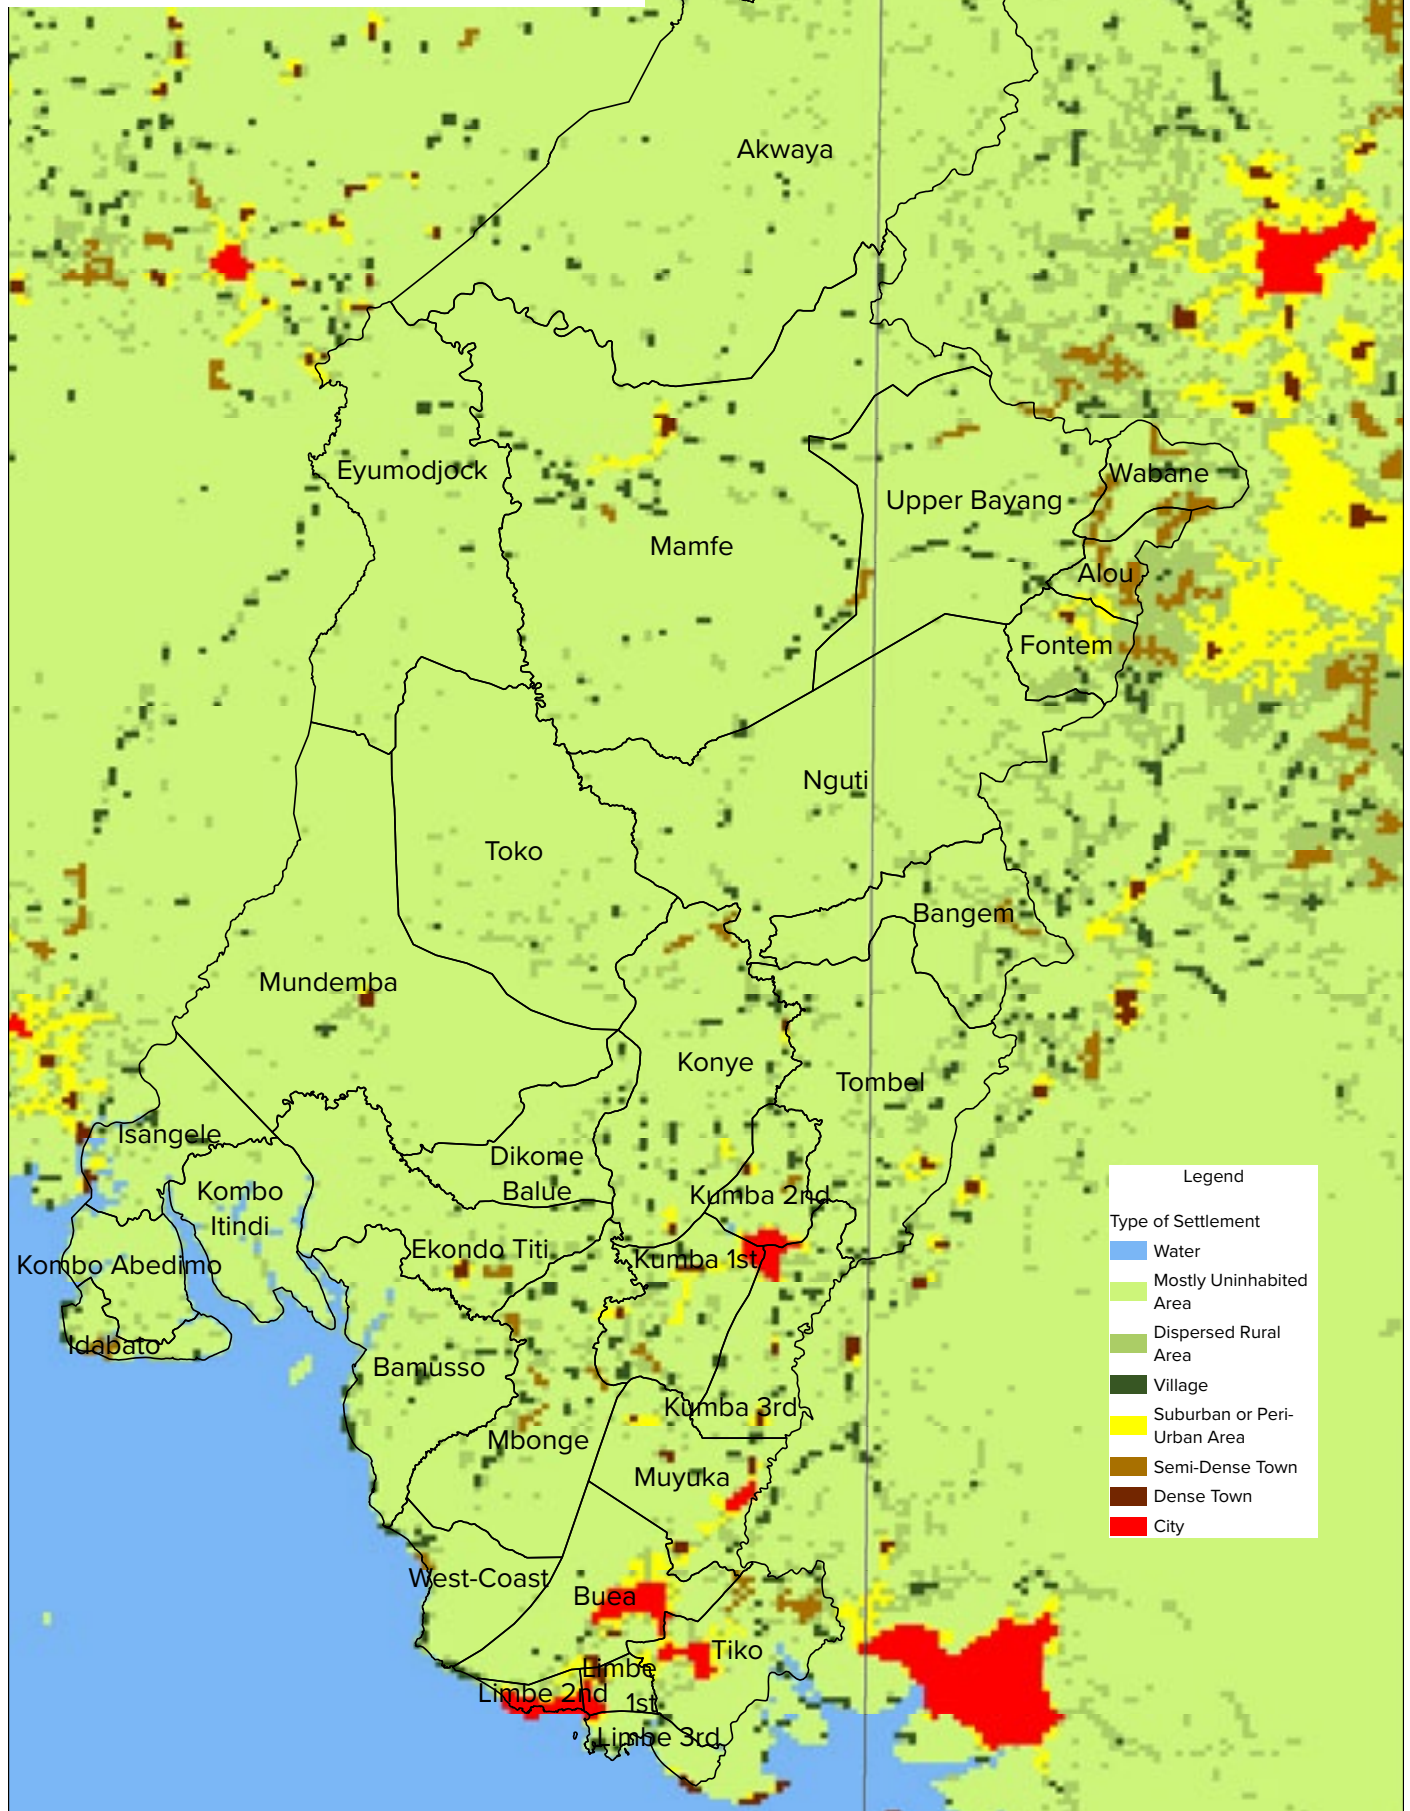 Akwaya
Eyumodjock
Wabane
Upper Bayang
Mamfe
Alou
Fontem
Nguti
Toko
Bangem
Mundemba
Konye
Tombel
Isangele
Dikome
Balue
Kombo
Itindi
Kumba 2nd
Ekondo Titi
Kumba 1st
Kombo Abedimo
Idabato
Bamusso
Kumba 3rd
Mbonge
Muyuka
West-Coast
Buea
Tiko
Limbe
1st
Limbe 2nd
Limbe 3rd
Legend
Type of Settlement
Water
Mostly Uninhabited
Area
Dispersed Rural
Area
Village
Suburban or Peri-
Urban Area
Semi-Dense Town
Dense Town
City